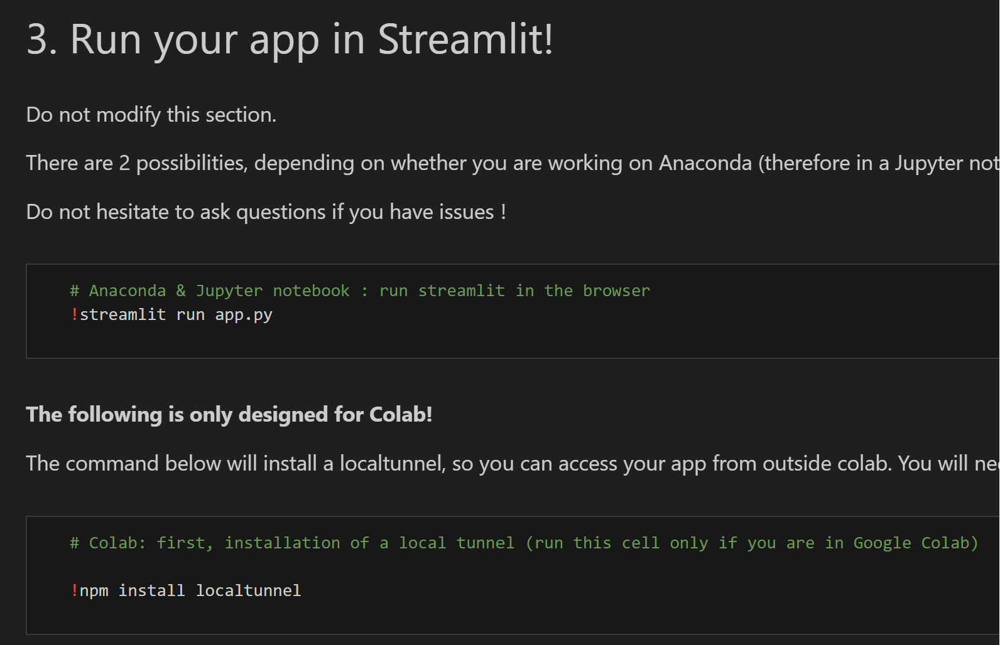 3. Run your app in Streamlit!
Do not modify this section.
There are 2 possibilities, depending on whether you are working on Anaconda (therefore in a Jupyter not
Do not hesitate to ask questions if you have issues !
# Anaconda & Jupyter notebook : run streamlit in the browser
!streamlit run app.py
The following is only designed for Colab!
The command below will install a localtunnel, so you can access your app from outside colab. You will
# Colab: first, installation of a local tunnel (run this cell only if you are in Google Colab)
!npm install localtunnel